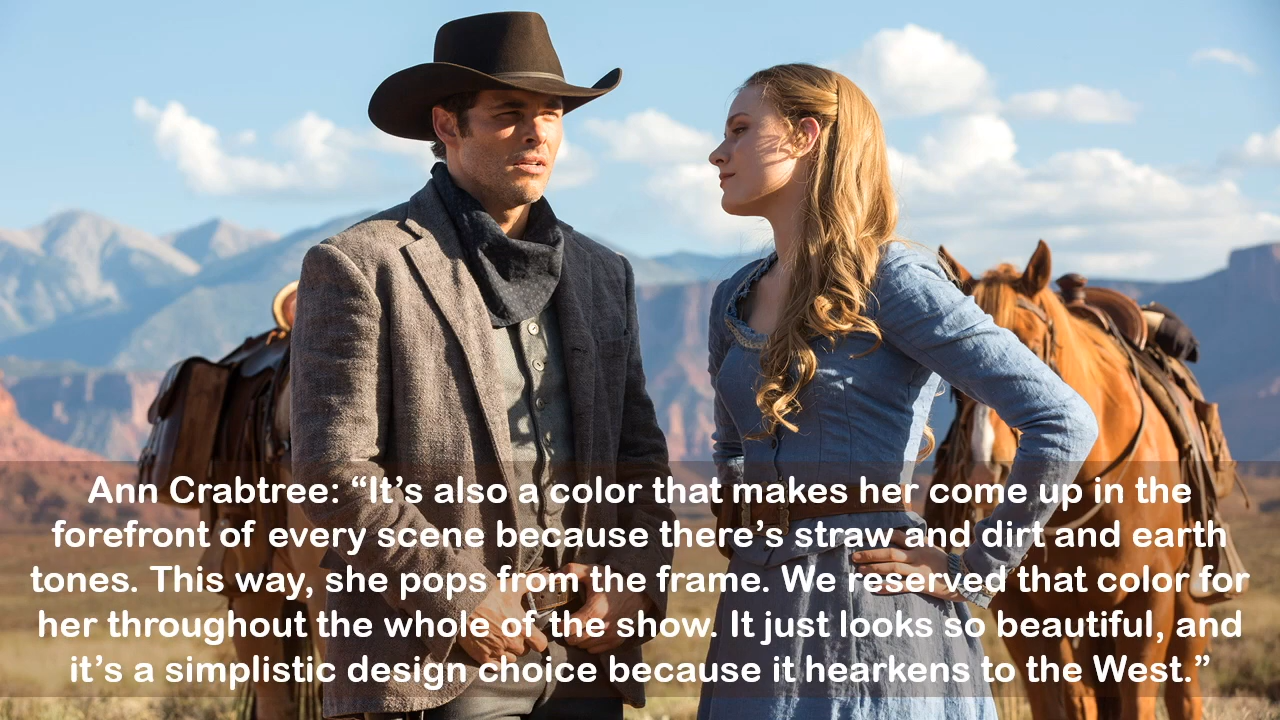 Ann Crabtree: “It’s also a color that makes her come up in the
forefront of every scene because there’s straw and dirt and earth
tones. This way, she pops from the frame. We reserved that color for
her throughout the whole of the show. It just looks so beautiful, and
it’s a simplistic design choice because it hearkens to the West.”